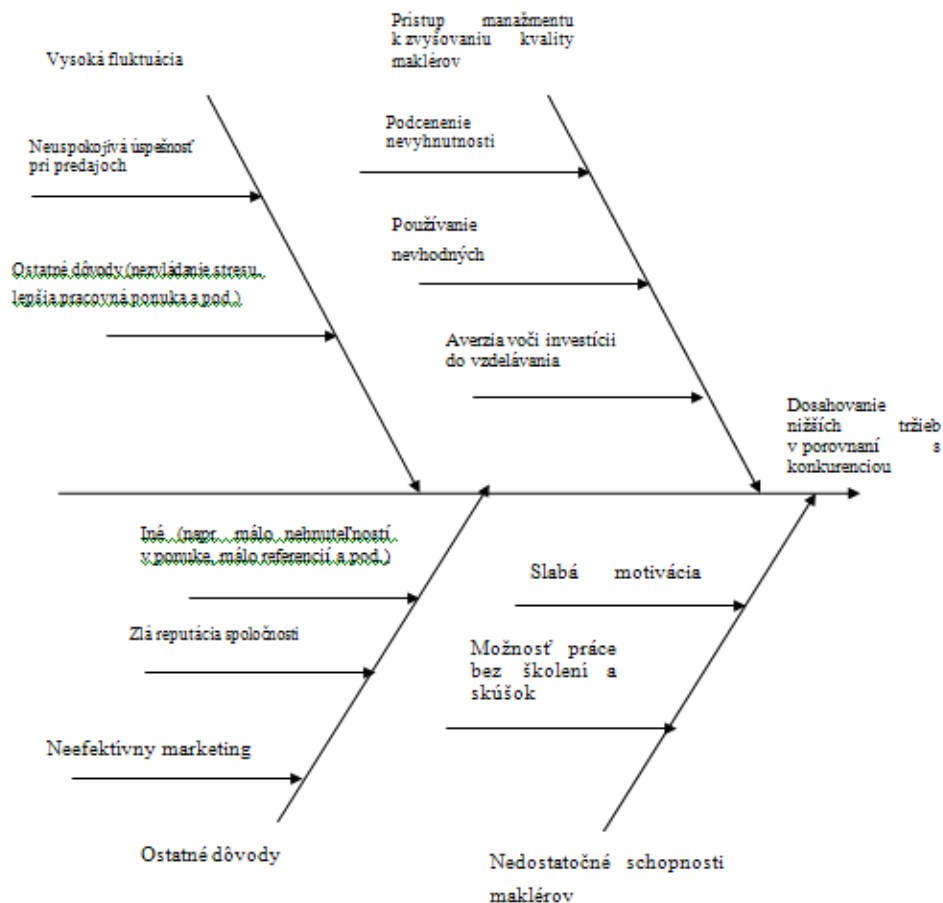 Vysoká fluktuácia
Prístup manažmentu
k zvyšovaniu kvality
maklérov
Neuspokojivá úspešnosť
pri predajoch
Podcenenie
nevyhnutnosti
Ostatné dôvody (nezvládanie stresu,
lepšia pracovná ponuka a pod.)
Používanie
nevhodných
Averzia voči investícii
do vzdelávania
Dosahovanie
nižších tržieb
v porovnaní s
konkurenciou
Iné (napr. málo nehnuteľností
v ponuke, málo referencií a pod.)
Zlá reputácia spoločnosti
Neefektívny marketing
Ostatné dôvody
Slabá motivácia
Možnosť práce
bez školení a
skúšok
Nedostatočné schopnosti
maklérov